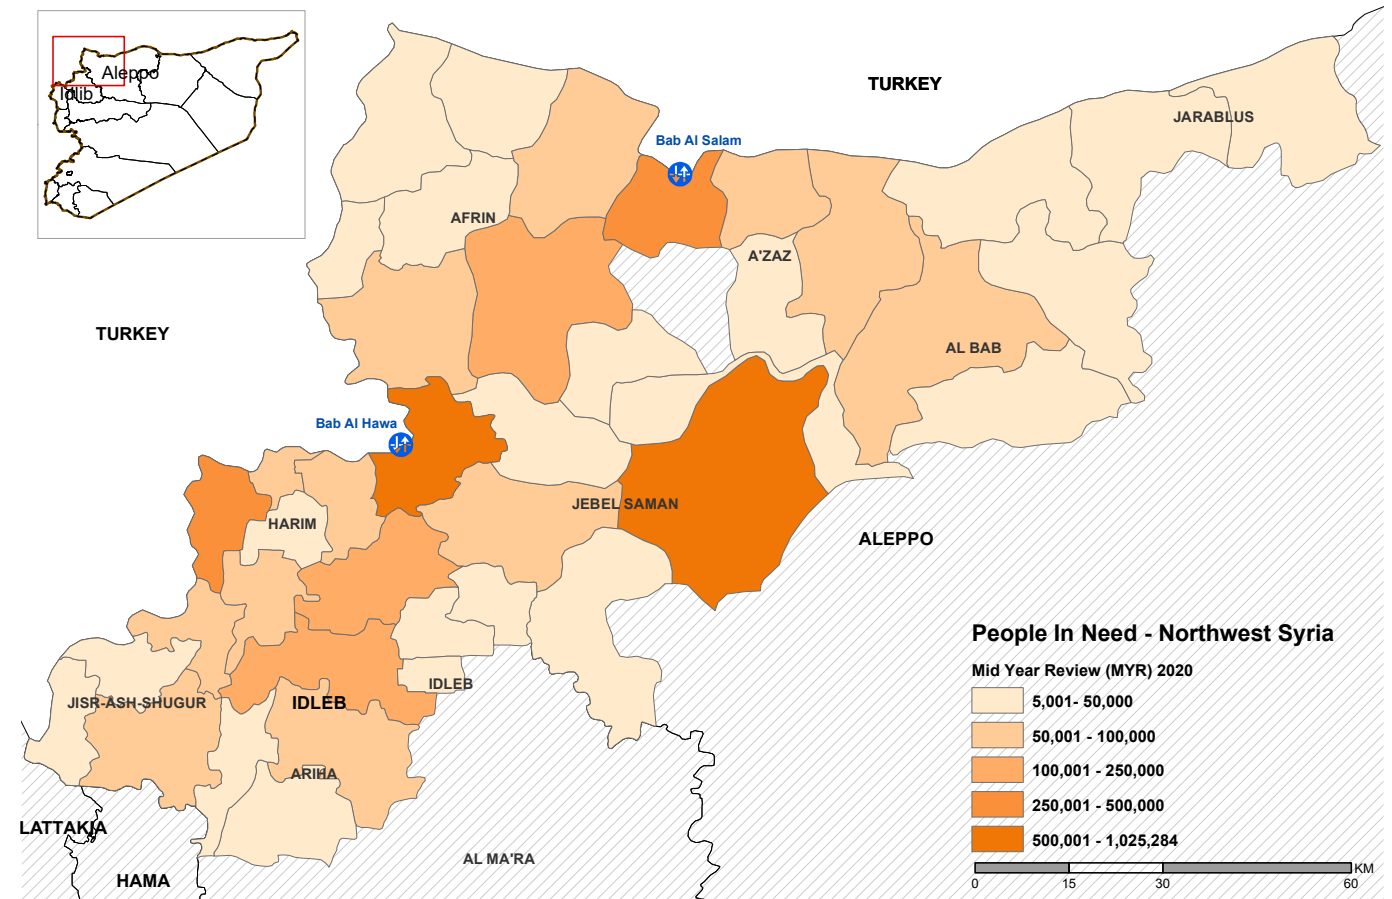 Aleppo
Idlib
TURKEY
JARABLUS
Bab Al Salam
AFRIN
A'ZAZ
TURKEY
AL BAB
Bab Al Hawa
JEBEL SAMAN
HARIM
ALEPPO
People In Need - Northwest Syria
Mid Year Review (MYR) 2020
5,001- 50,000
50,001 - 100,000
100,001 - 250,000
250,001 - 500,000
500,001 - 1,025,284
KM
0 15 30 60
IDLEB
JISR-ASH-SHUGUR
IDLEB
ARIHA
LATTAKIA
AL MA'RA
HAMA